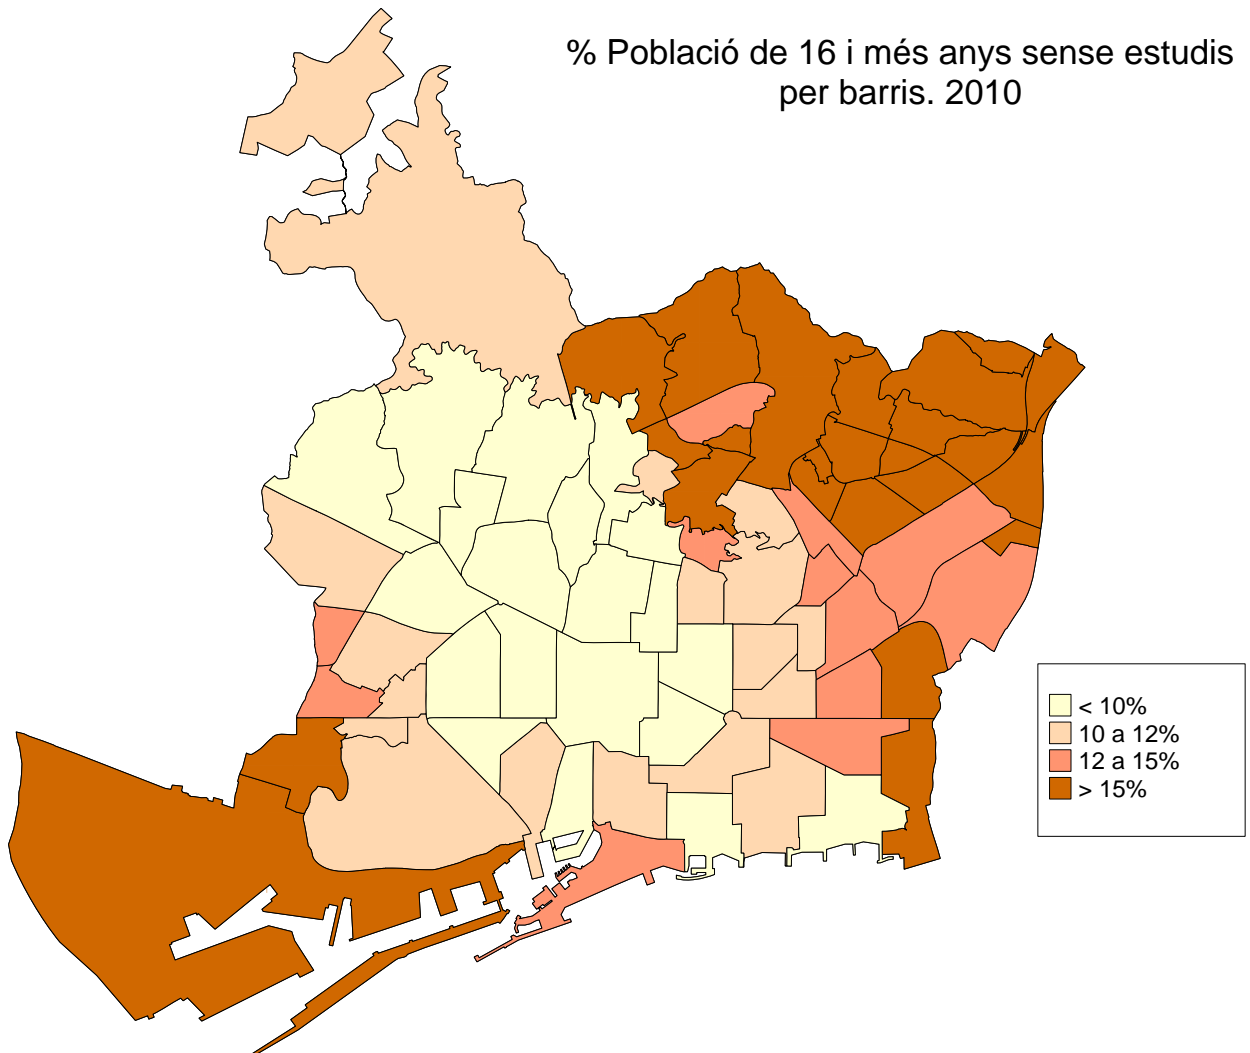 % Població de 16 i més anys sense estudis
per barris. 2010
< 10%
10 a 12%
12 a 15%
> 15%